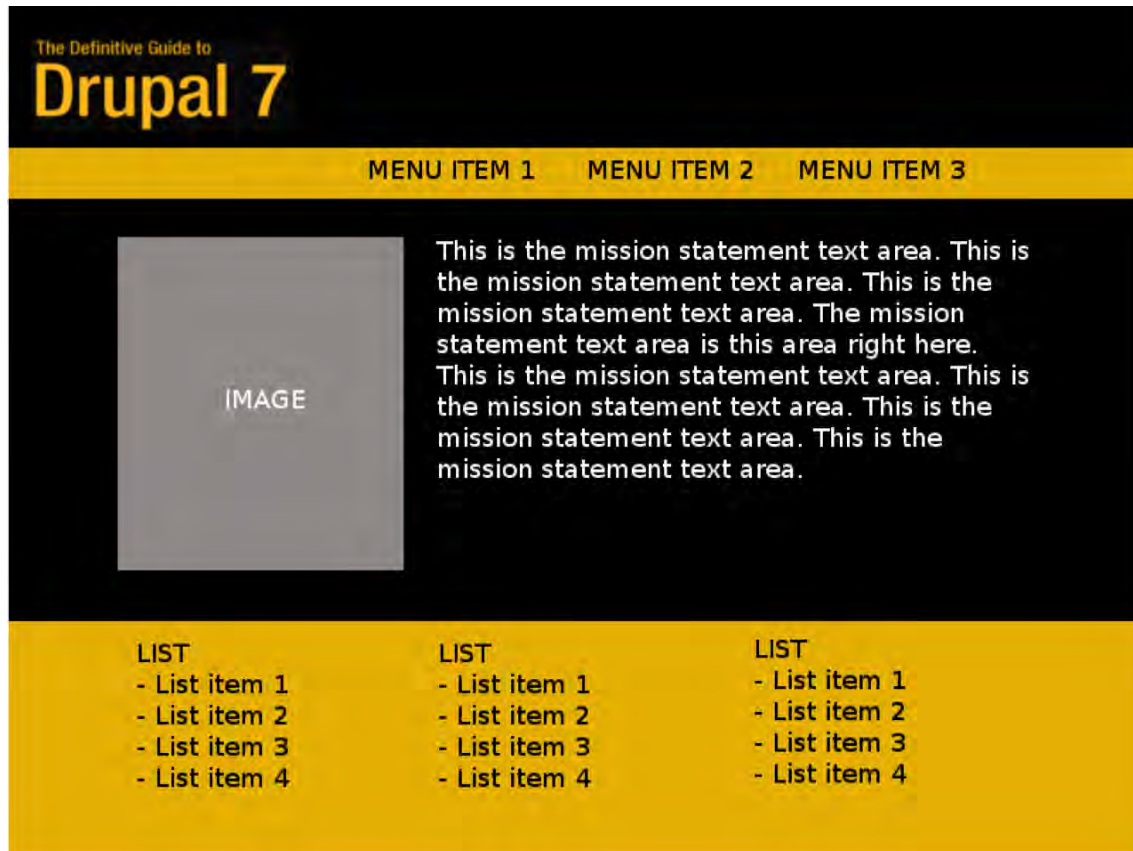 The Definitive Guide to
Drupal 7
MENU ITEM 1 MENU ITEM 2 MENU ITEM 3
IMAGE
This is the mission statement text area. This is
the mission statement text area. This is the
mission statement text area. The mission
statement text area is this area right here.
This is the mission statement text area. This is
the mission statement text area. This is the
mission statement text area. This is the
mission statement text area.
LIST
- List item 1
- List item 2
- List item 3
- List item 4
LIST
- List item 1
- List item 2
- List item 3
- List item 4
LIST
- List item 1
- List item 2
- List item 3
- List item 4